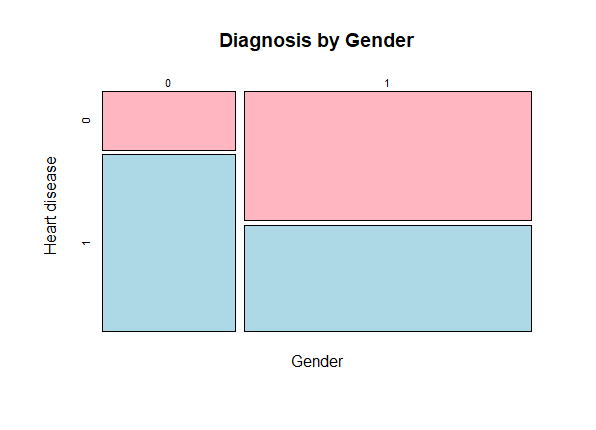 Diagnosis by Gender
0 1
0
1
Heart disease
Gender